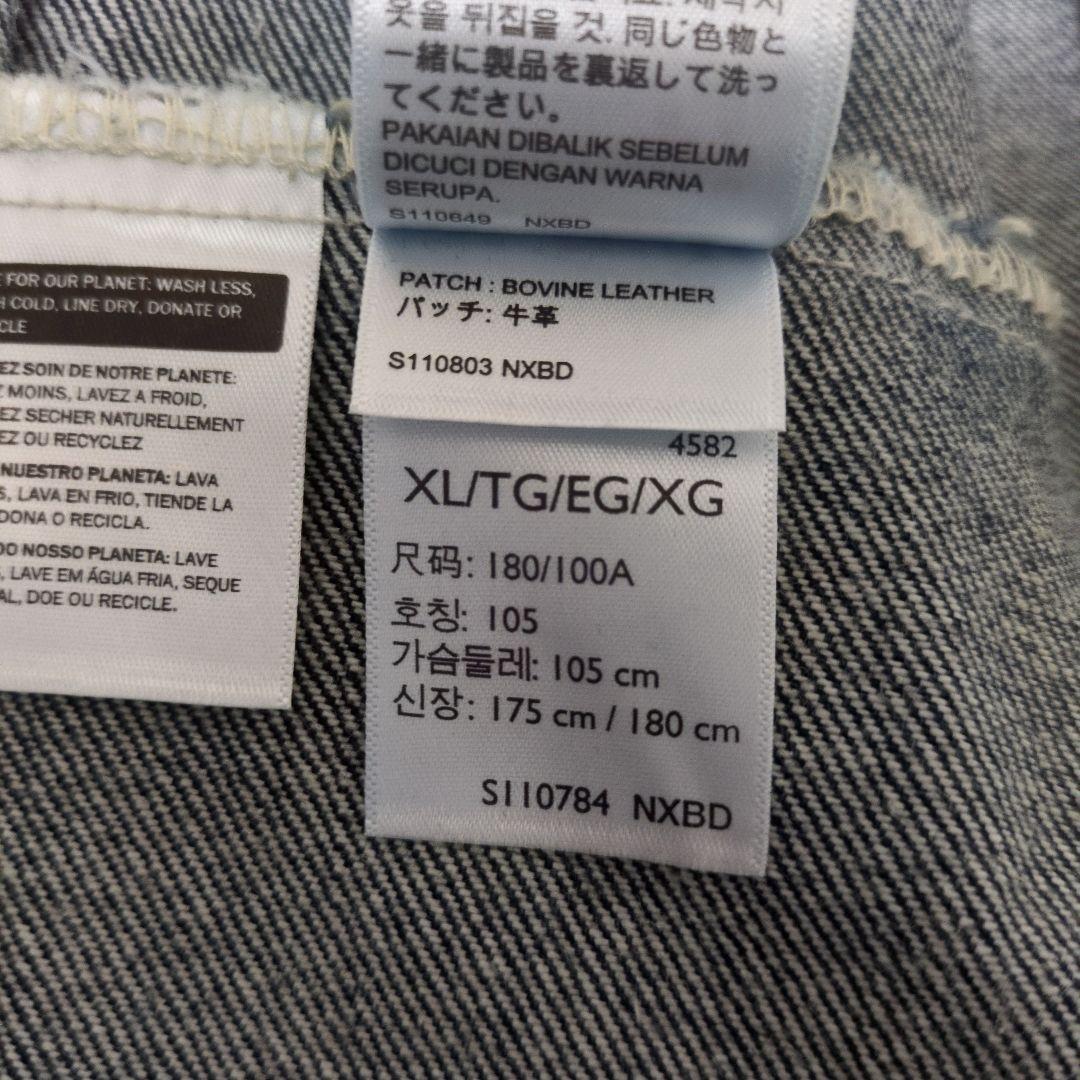 옷을 뒤집을 것. 同じ色物と
一緒に製品を裏返して洗っ
てください。
PAKAIAN DIBALIK SEBELUM
DICUCI DENGAN WARNA
SERUPA.
S110649 NXBD
PATCH : BOVINE LEATHER
パッチ: 牛革
S110803 NXBD
4582
XL/TG/EG/XG
尺码: 180/100A
호칭: 105
가슴둘레: 105 cm
신장: 175 cm / 180 cm
S110784 NXBD
FOR OUR PLANET: WASH LESS,
COLD, LINE DRY, DONATE OR
CLE
EZ SOIN DE NOTRE PLANETE:
MOINS, LAVEZ A FROID,
EZ SECHER NATURELLEMENT
EZ OU RECYCLEZ
NUESTRO PLANETA: LAVA
S, LAVA EN FRIO, TIENDE LA
DONA O RECICLA.
DO NOSSO PLANETA: LAVE
S, LAVE EM ÁGUA FRIA, SEQUE
AL, DOE OU RECICLE.